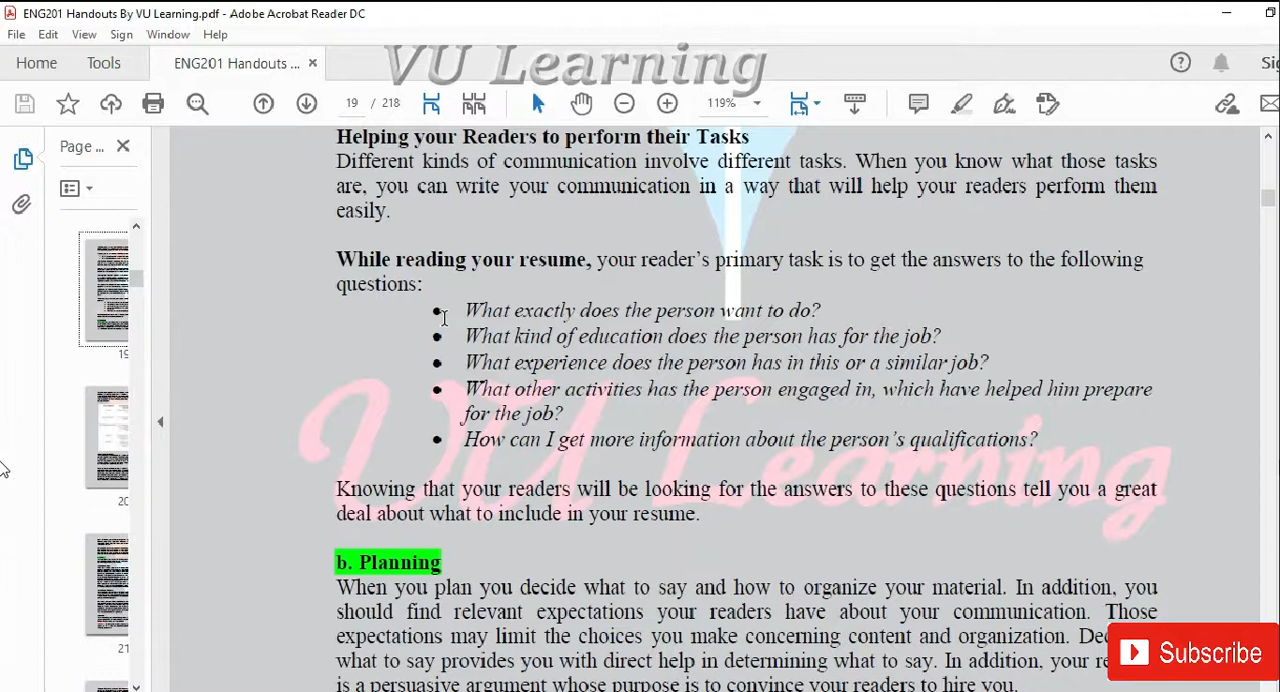 ENG201 Handouts By VU Learning.pdf - Adobe Acrobat Reader DC
File Edit View Sign Window Help
Home Tools ENG201 Handouts ... ×
VU Learning
19 / 218 119%
Page ...
Helping your Readers to perform their Tasks
Different kinds of communication involve different tasks. When you know what those tasks
are, you can write your communication in a way that will help your readers perform them
easily.
While reading your resume, your reader's primary task is to get the answers to the following
questions:
• What exactly does the person want to do?
• What kind of education does the person has for the job?
• What experience does the person has in this or a similar job?
• What other activities has the person engaged in, which have helped him prepare
for the job?
• How can I get more information about the person's qualifications?
VU Learning
Knowing that your readers will be looking for the answers to these questions tell you a great
deal about what to include in your resume.
b. Planning
When you plan you decide what to say and how to organize your material. In addition, you
should find relevant expectations your readers have about your communication. Those
expectations may limit the choices you make concerning content and organization.
what to say provides you with direct help in determining what to say. In addition, your
is a persuasive argument whose purpose is to convince your readers to hire you.
Subscribe
19
20
21